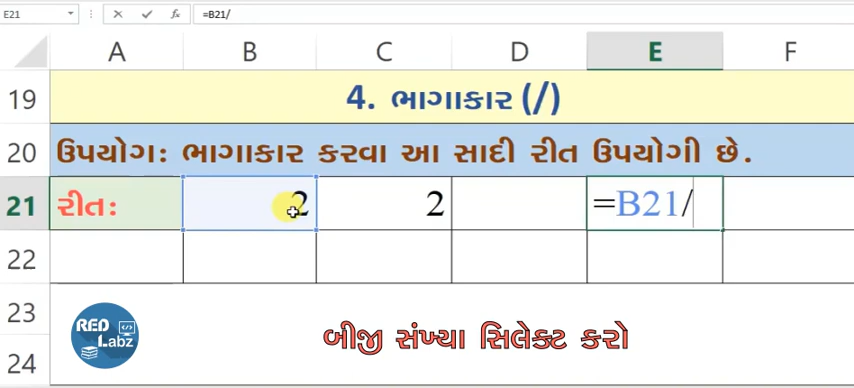 E21
=B21/
A B C D E F
19 4. ભાગાકાર (/)
20 ઉપયોગ: ભાગાકાર કરવા આ સાદી રીત ઉપયોગી છે.
21 રીત: 2 2 =B21/
22
23
RED Labz
બીજી સંખ્યા સિલેક્ટ કરો
24